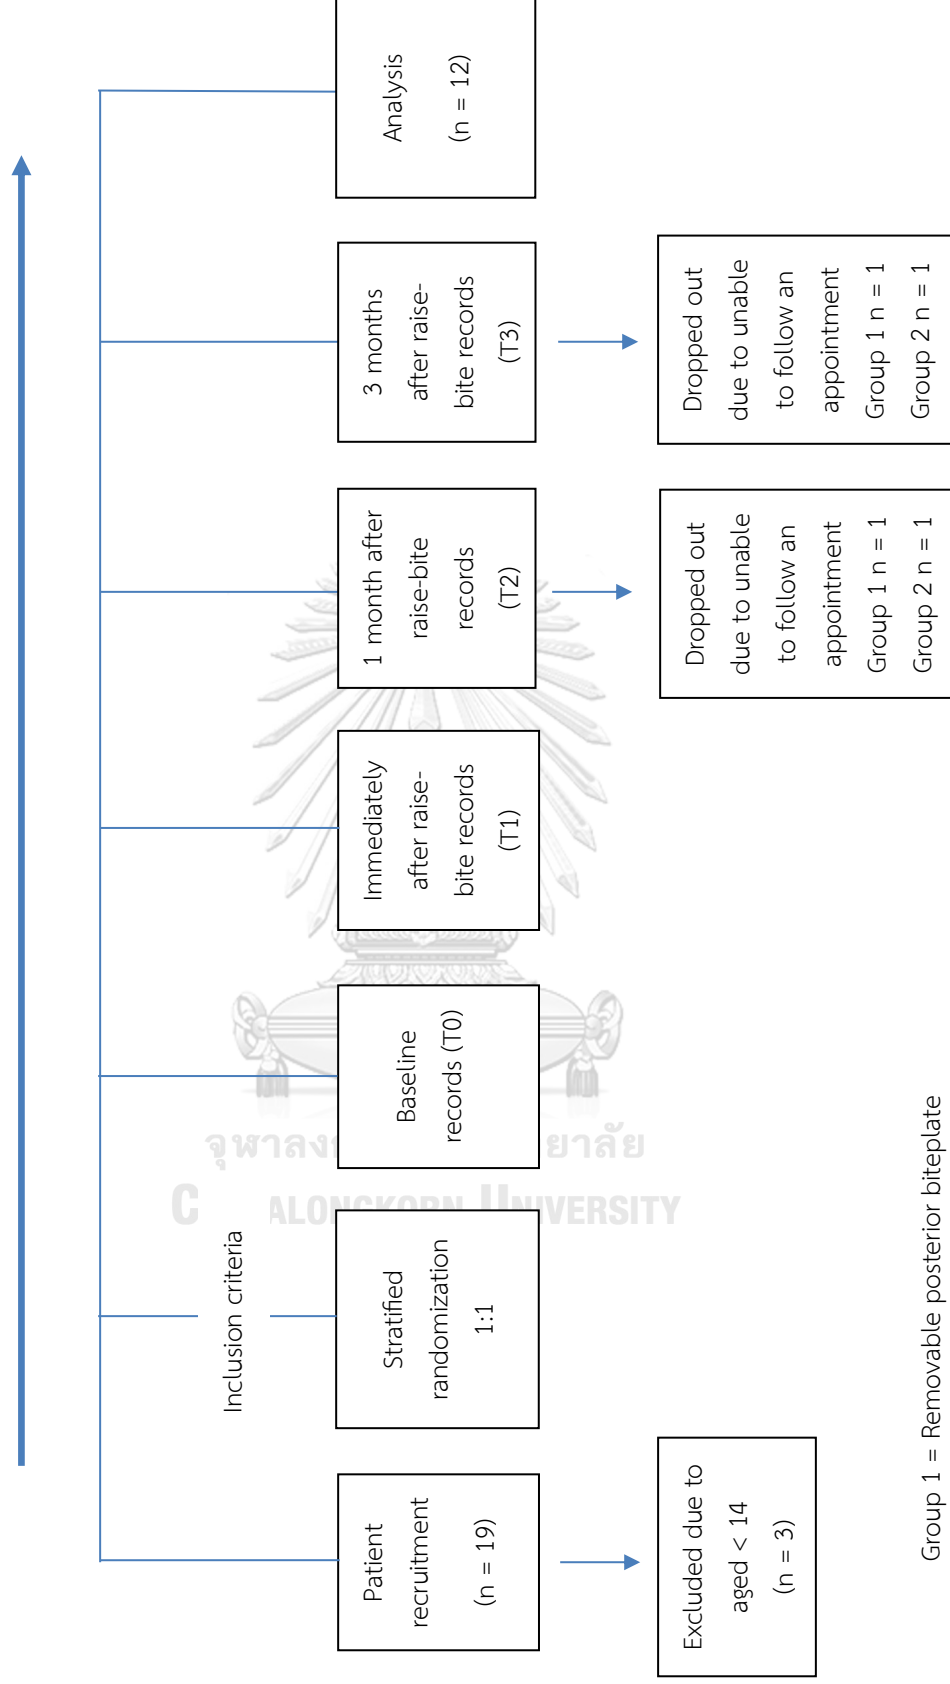 Patient
recruitment
(n = 19)
Excluded due to
aged < 14
(n = 3)
Inclusion criteria
Stratified
randomization
1:1
Baseline
records (T0)
Immediately
after raise-
bite records
(T1)
1 month after
raise-bite
records
(T2)
Dropped out
due to unable
to follow an
appointment
Group 1 n = 1
Group 2 n = 1
3 months
after raise-
bite records
(T3)
Dropped out
due to unable
to follow an
appointment
Group 1 n = 1
Group 2 n = 1
Analysis
(n = 12)
Group 1 = Removable posterior biteplate
UNIVERSITY